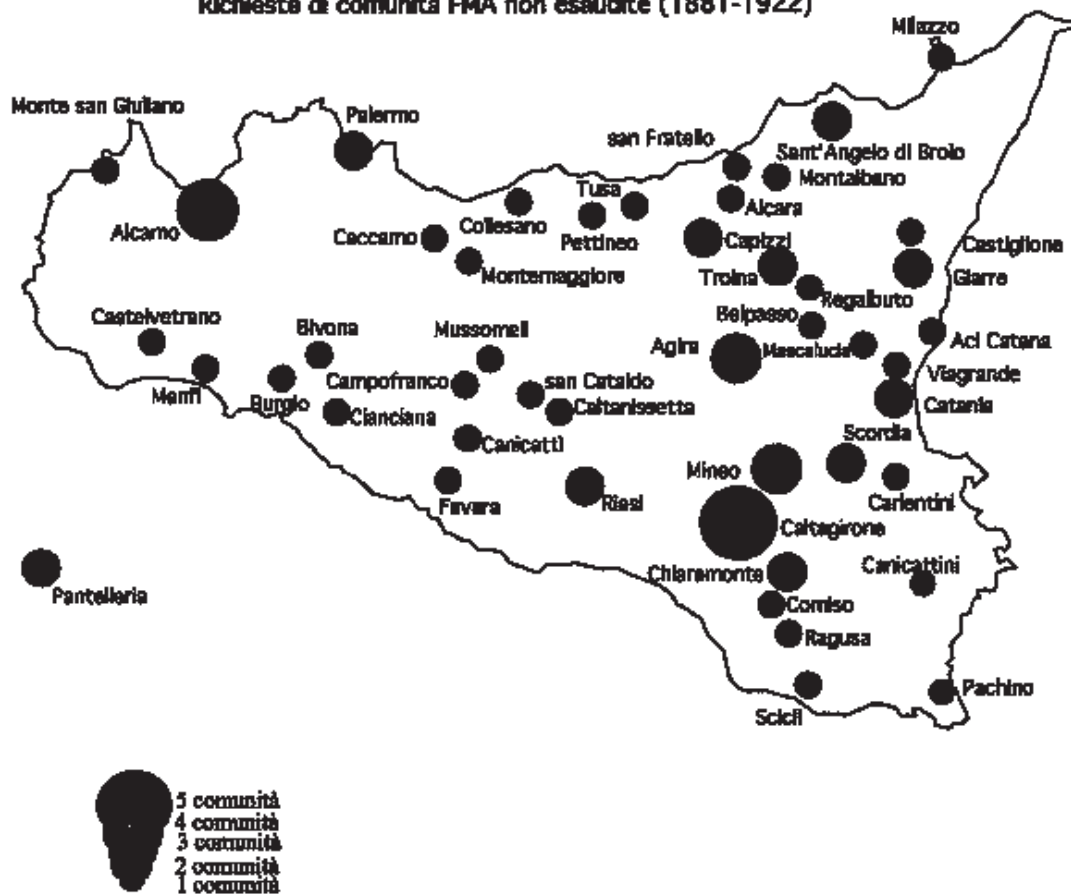 Richieste di comunità FMA non esaudite (1881-1922)
Milazzo
Monte san Giuliano
Palermo
san Fratello
Sant'Angelo di Brolo
Montalbano
Tusa
Alcara
Alcamo
Collesano
Caccamo
Pettineo
Capizzi
Castiglione
Montemaggiore
Troina
Giarre
Regalbuto
Castelvetrano
Bivona
Mussomeli
Belpasso
Agira
Mascalucia
Aci Catena
Menfi
Burgio
Campofranco
san Cataldo
Viagrande
Cianciana
Caltanissetta
Catania
Canicattì
Scordia
Mineo
Favara
Riesi
Carlentini
Caltagirone
Pantelleria
Chiaramonte
Canicattini
Comiso
Ragusa
Scicli
Pachino
5 comunità
4 comunità
3 comunità
2 comunità
1 comunità